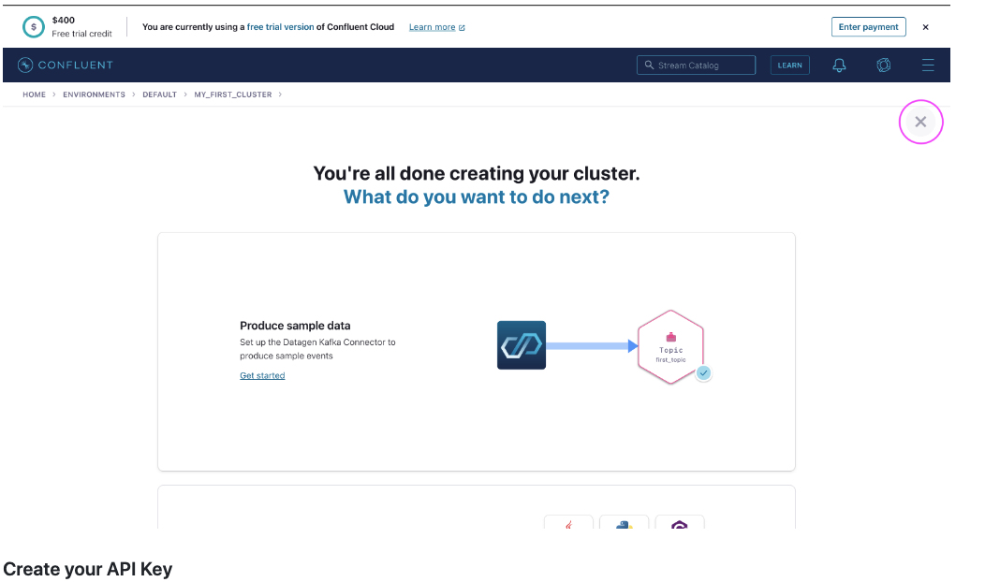 $400
Free trial credit
You are currently using a free trial version of Confluent Cloud
Learn more
Enter payment
CONFLUENT
Stream Catalog
LEARN
HOME > ENVIRONMENTS > DEFAULT > MY_FIRST_CLUSTER >
You're all done creating your cluster.
What do you want to do next?
Produce sample data
Set up the Datagen Kafka Connector to
produce sample events
Get started
Topic
first_topic
Create your API Key